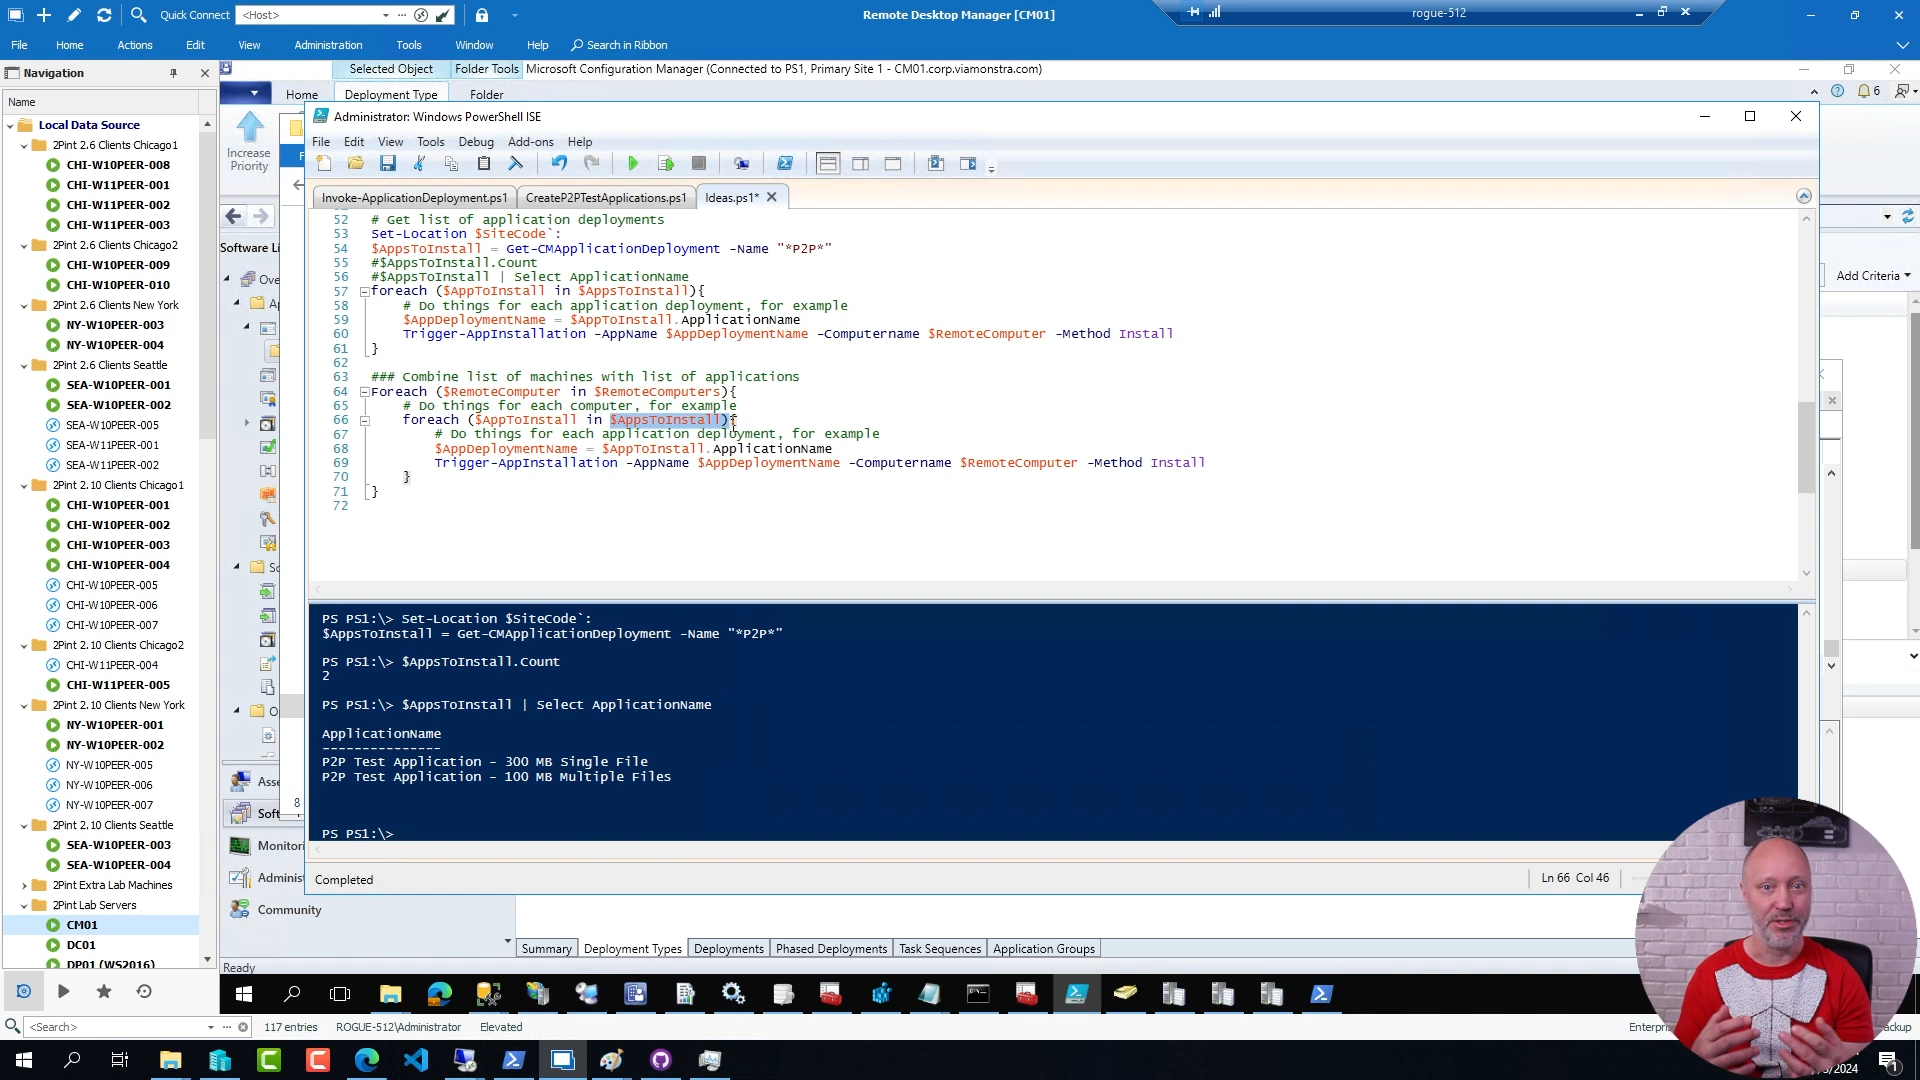 Quick Connect <Host> Remote Desktop Manager [CM01] rogue-512
File Home Actions Edit View Administration Tools Window Help Search in Ribbon
Navigation
Name
Local Data Source
2Pint 2.6 Clients Chicago1
CHI-W10PEER-008
CHI-W11PEER-001
CHI-W11PEER-002
CHI-W11PEER-003
2Pint 2.6 Clients Chicago2
CHI-W10PEER-009
CHI-W10PEER-010
2Pint 2.6 Clients New York
NY-W10PEER-003
NY-W10PEER-004
2Pint 2.6 Clients Seattle
SEA-W10PEER-001
SEA-W10PEER-002
SEA-W10PEER-005
SEA-W11PEER-001
SEA-W11PEER-002
2Pint 2.10 Clients Chicago1
CHI-W10PEER-001
CHI-W10PEER-002
CHI-W10PEER-003
CHI-W10PEER-004
CHI-W10PEER-005
CHI-W10PEER-006
CHI-W10PEER-007
2Pint 2.10 Clients Chicago2
CHI-W11PEER-004
CHI-W11PEER-005
2Pint 2.10 Clients New York
NY-W10PEER-001
NY-W10PEER-002
NY-W10PEER-005
NY-W10PEER-006
NY-W10PEER-007
2Pint 2.10 Clients Seattle
SEA-W10PEER-003
SEA-W10PEER-004
2Pint Extra Lab Machines
2Pint Lab Servers
CM01
DC01
DP01 (WS2016)
Selected Object Folder Tools Microsoft Configuration Manager (Connected to PS1, Primary Site 1 - CM01.corp.viamonstra.com)
Home Deployment Type Folder 6
Increase
Priority
Software Li
Add Criteria
8
Monitori
Community
Administrator: Windows PowerShell ISE
File Edit View Tools Debug Add-ons Help
Invoke-ApplicationDeployment.ps1 CreateP2PTestApplications.ps1 Ideas.ps1*
52 # Get list of application deployments
53 Set-Location $SiteCode`:
54 $AppsToInstall = Get-CMApplicationDeployment -Name "*P2P*"
55 #$AppsToInstall.Count
56 #$AppsToInstall | Select ApplicationName
57 foreach ($AppToInstall in $AppsToInstall){
58 # Do things for each application deployment, for example
59 $AppDeploymentName = $AppToInstall.ApplicationName
60 Trigger-AppInstallation -AppName $AppDeploymentName -Computername $RemoteComputer -Method Install
61 }
62
63 ### Combine list of machines with list of applications
64 Foreach ($RemoteComputer in $RemoteComputers){
65 # Do things for each computer, for example
66 foreach ($AppToInstall in $AppsToInstall){
67 # Do things for each application deployment, for example
68 $AppDeploymentName = $AppToInstall.ApplicationName
69 Trigger-AppInstallation -AppName $AppDeploymentName -Computername $RemoteComputer -Method Install
70 }
71 }
72
PS PS1:\> Set-Location $SiteCode`:
$AppsToInstall = Get-CMApplicationDeployment -Name "*P2P*"
PS PS1:\> $AppsToInstall.Count
2
PS PS1:\> $AppsToInstall | Select ApplicationName
ApplicationName
---------------
P2P Test Application - 300 MB Single File
P2P Test Application - 100 MB Multiple Files
PS PS1:\>
Completed Ln 66 Col 46
Summary Deployment Types Deployments Phased Deployments Task Sequences Application Groups
Ready
<Search> 117 entries ROGUE-512\Administrator Elevated